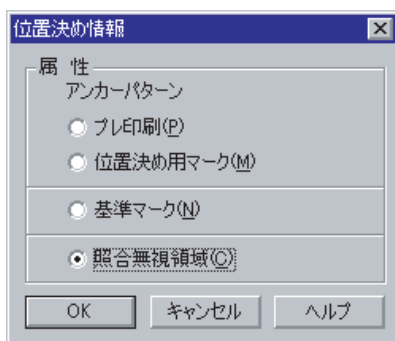 位置決め情報
属 性
アンカーパターン
プレ印刷(P)
位置決め用マーク(M)
基準マーク(N)
照合無視領域(C)
OK キャンセル ヘルプ